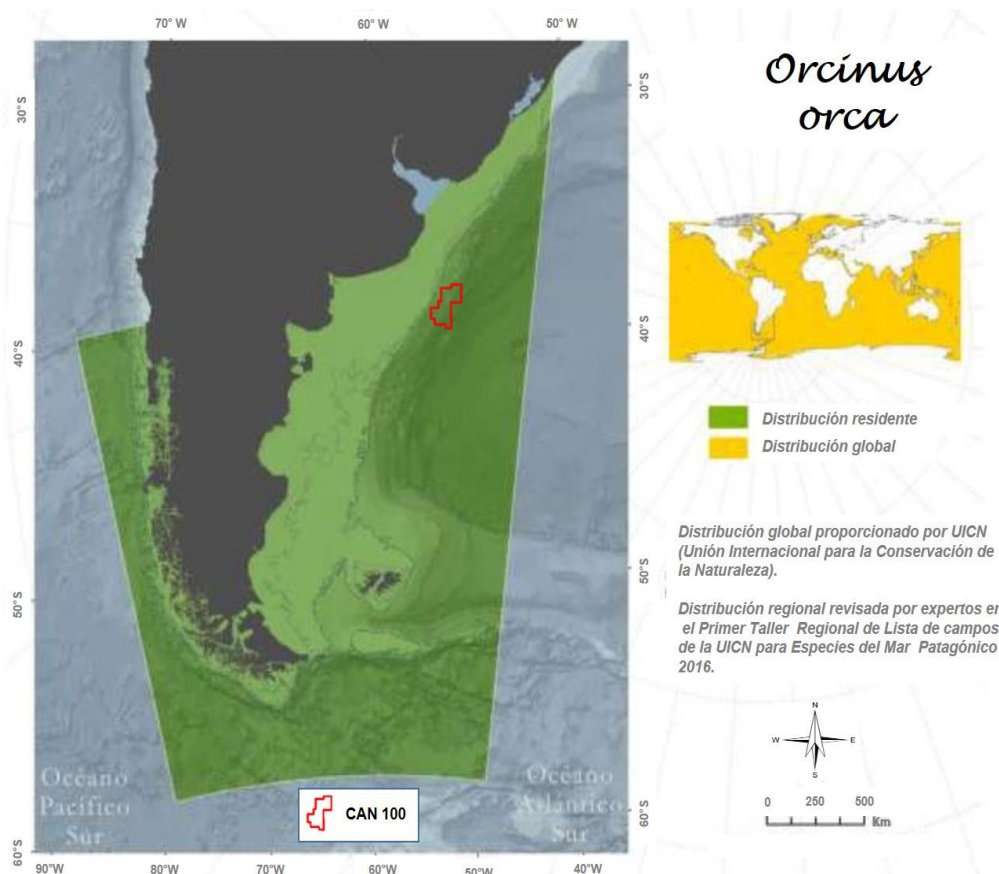 70° W
60° W
50° W
Orcinus
orca
30°S
30°S
40°S
40°S
Distribución residente
Distribución global
Distribución global proporcionado por UICN
(Unión Internacional para la Conservación de
la Naturaleza).
50°S
50°S
Distribución regional revisada por expertos en
el Primer Taller Regional de Lista de campos
de la UICN para Especies del Mar Patagónico
2016.
N
W
E
S
Océano
Pacífico
Sur
Océano
Atlántico
Sur
CAN 100
0 250 500
Km
60°S
60°S
90°W
80°W
70°W
60°W
50°W
40°W